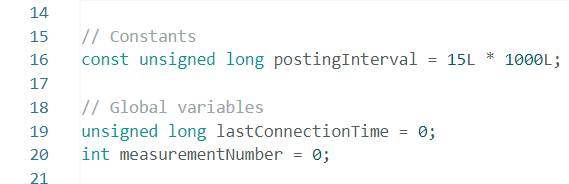 14
15 // Constants
16 const unsigned long postingInterval = 15L * 1000L;
17
18 // Global variables
19 unsigned long lastConnectionTime = 0;
20 int measurementNumber = 0;
21